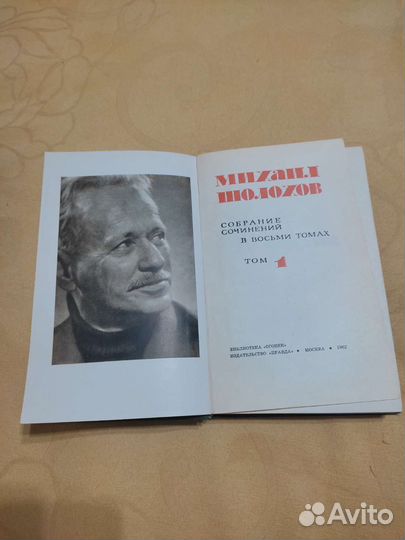 МИХАИЛ
ШОЛОХОВ
СОБРАНИЕ
СОЧИНЕНИЙ
В ВОСЬМИ ТОМАХ
ТОМ 1
БИБЛИОТЕКА «ОГОНЕК»
ИЗДАТЕЛЬСТВО «ПРАВДА» • МОСКВА • 1962
Avito